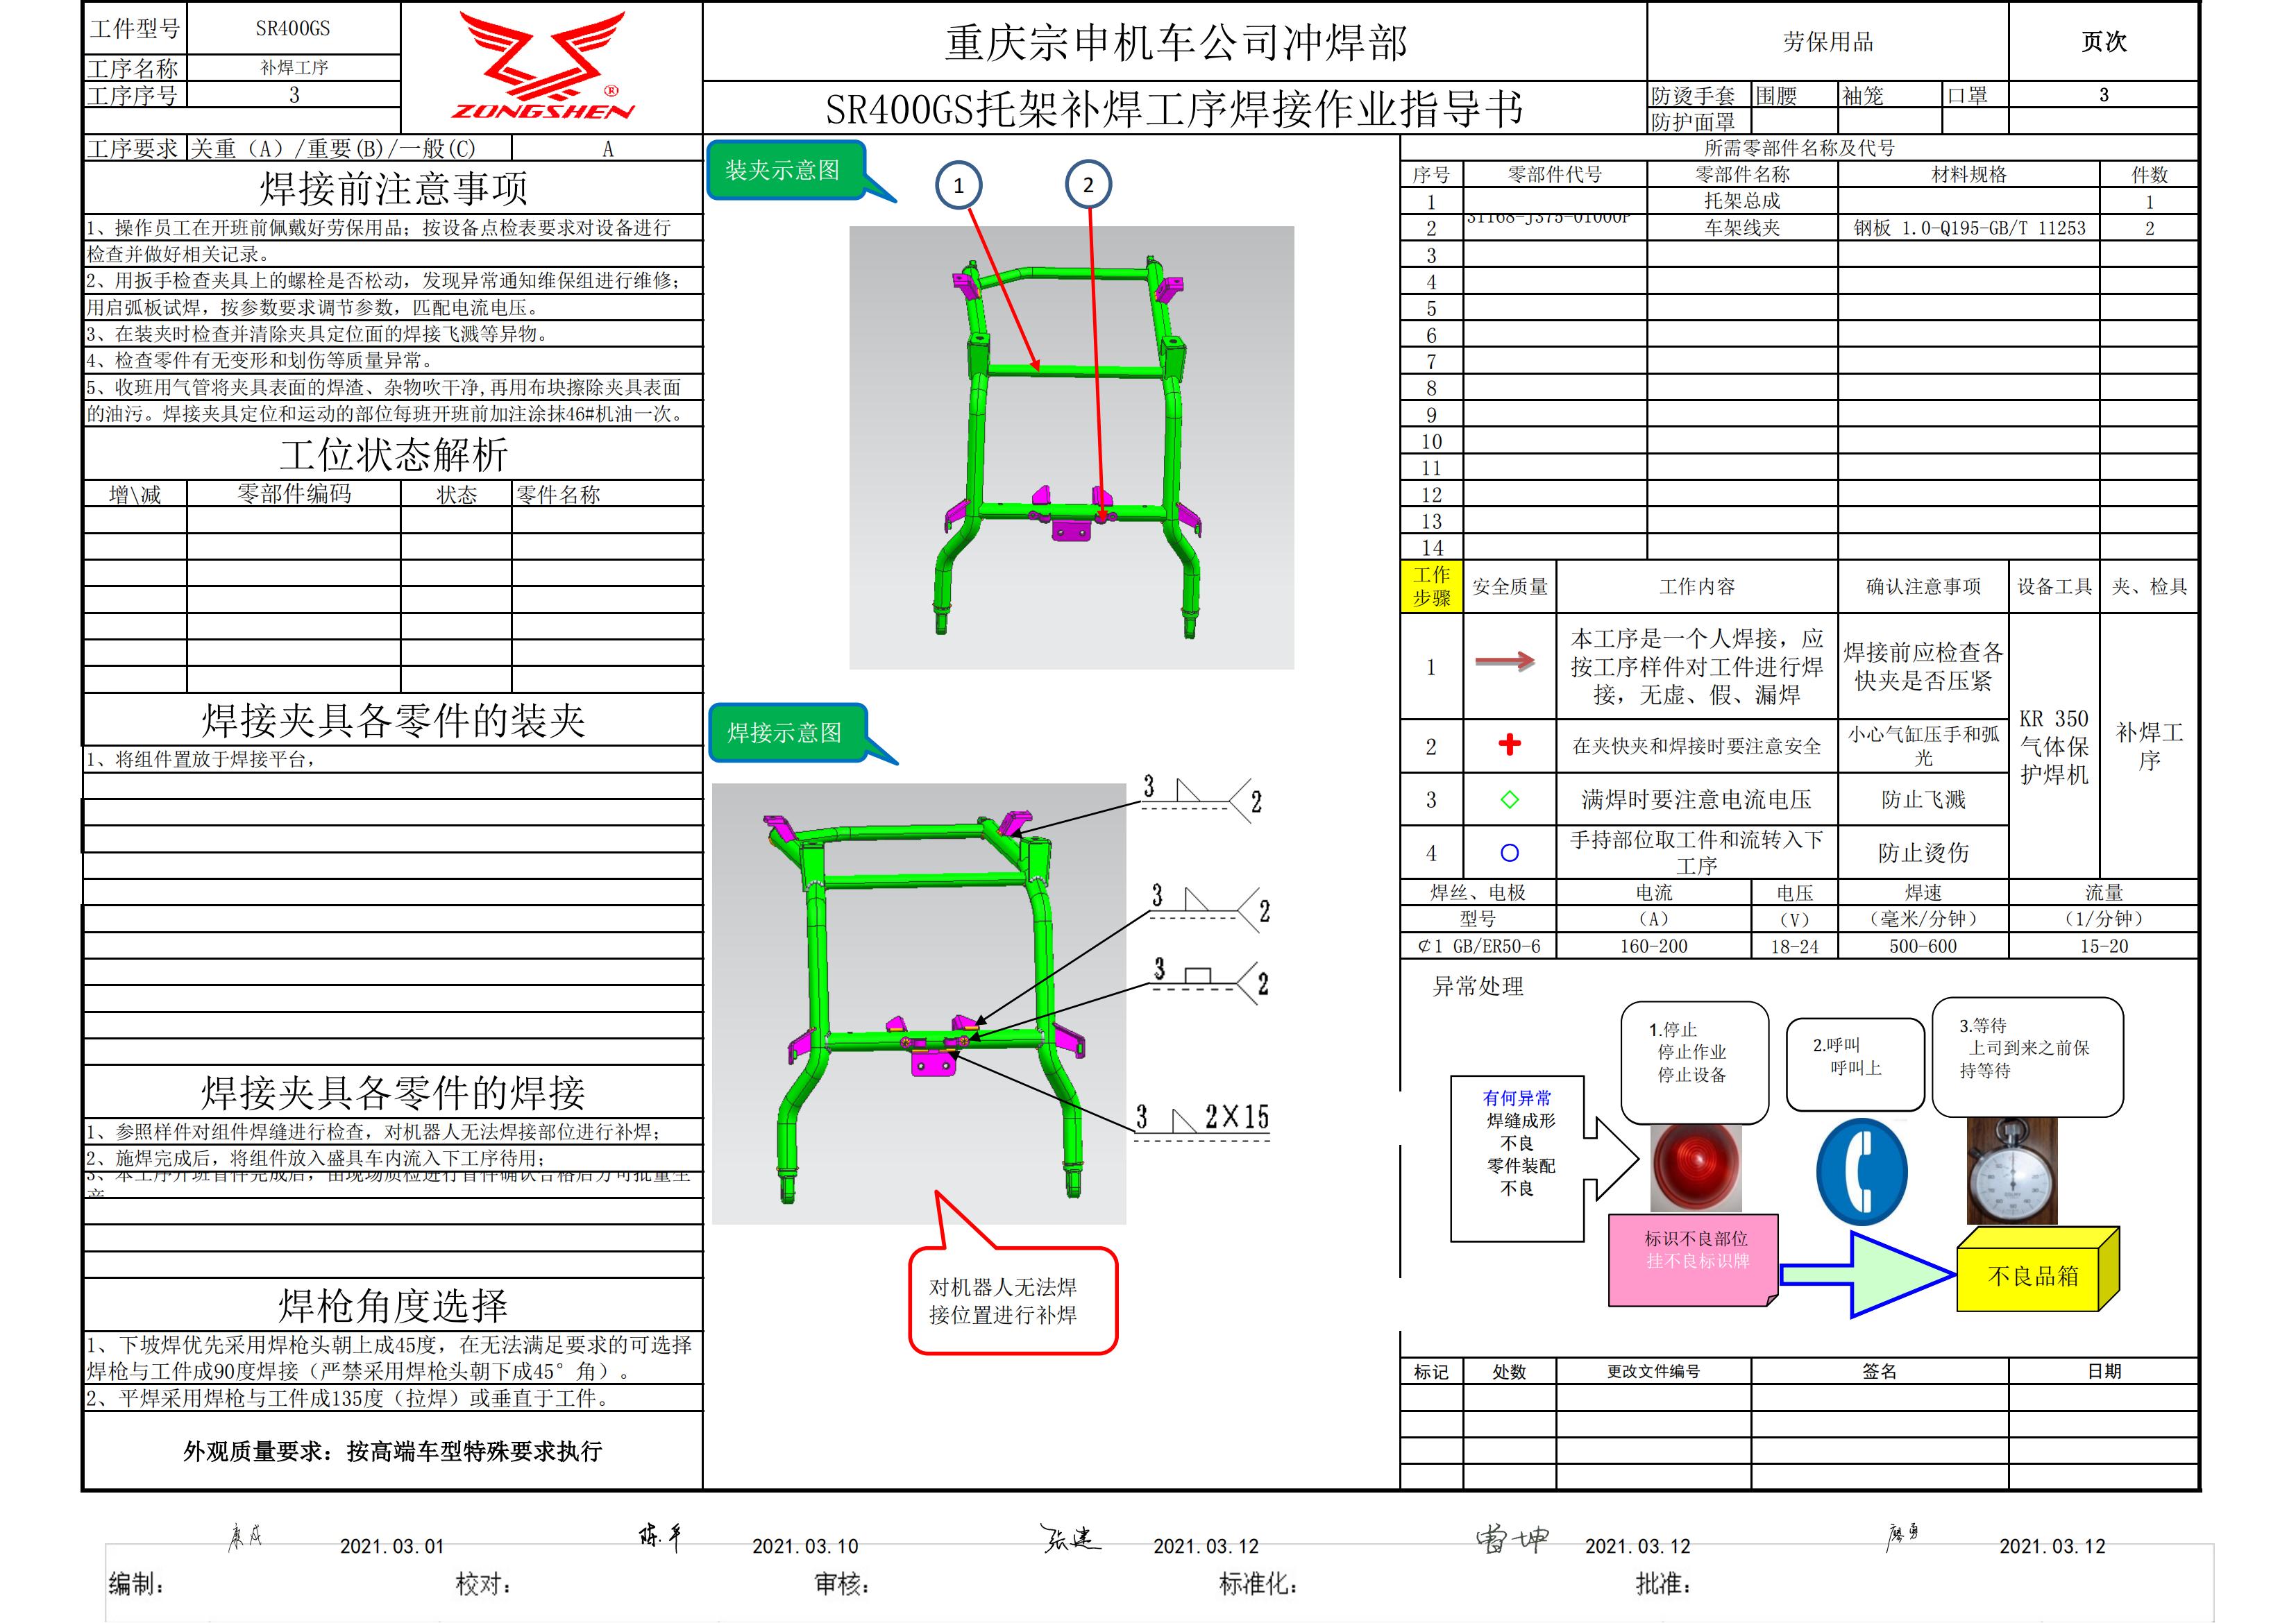 工件型号 SR400GS
工序名称 补焊工序
工序序号 3
ZONGSHEN ®
重庆宗申机车公司冲焊部
SR400GS托架补焊工序焊接作业指导书
劳保用品 页次
防烫手套 围腰 袖笼 口罩 3
防护面罩
工序要求 关重（A）/重要(B)/一般(C) A
焊接前注意事项
1、操作员工在开班前佩戴好劳保用品；按设备点检表要求对设备进行
检查并做好相关记录。
2、用扳手检查夹具上的螺栓是否松动，发现异常通知维保组进行维修；
用启弧板试焊，按参数要求调节参数，匹配电流电压。
3、在装夹时检查并清除夹具定位面的焊接飞溅等异物。
4、检查零件有无变形和划伤等质量异常。
5、收班用气管将夹具表面的焊渣、杂物吹干净,再用布块擦除夹具表面
的油污。焊接夹具定位和运动的部位每班开班前加注涂抹46#机油一次。
工位状态解析
增\减 零部件编码 状态 零件名称
焊接夹具各零件的装夹
1、将组件置放于焊接平台，
焊接夹具各零件的焊接
1、参照样件对组件焊缝进行检查，对机器人无法焊接部位进行补焊；
2、施焊完成后，将组件放入盛具车内流入下工序待用；
3、本工序开班首件完成后，由现场质检进行首件确认合格后方可批量生
产
焊枪角度选择
1、下坡焊优先采用焊枪头朝上成45度，在无法满足要求的可选择
焊枪与工件成90度焊接（严禁采用焊枪头朝下成45°角）。
2、平焊采用焊枪与工件成135度（拉焊）或垂直于工件。
外观质量要求：按高端车型特殊要求执行
装夹示意图
1 2
焊接示意图
3 2
3 2
3 2
3 2×15
对机器人无法焊
接位置进行补焊
所需零部件名称及代号
序号 零部件代号 零部件名称 材料规格 件数
1 托架总成 1
2 31168-J375-01000P 车架线夹 钢板 1.0-Q195-GB/T 11253 2
3
4
5
6
7
8
9
10
11
12
13
14
工作
步骤 安全质量 工作内容 确认注意事项 设备工具 夹、检具
1 本工序是一个人焊接，应
按工序样件对工件进行焊
接，无虚、假、漏焊
焊接前应检查各
快夹是否压紧
2 在夹快夹和焊接时要注意安全
小心气缸压手和弧
光
3 满焊时要注意电流电压 防止飞溅
4 手持部位取工件和流转入下
工序
防止烫伤
KR 350
气体保
护焊机
补焊工
序
焊丝、电极 电流 电压 焊速 流量
型号 （A） （V） （毫米/分钟） （1/分钟）
¢1 GB/ER50-6 160-200 18-24 500-600 15-20
异常处理
有何异常
焊缝成形
不良
零件装配
不良
1.停止
停止作业
停止设备
2.呼叫
呼叫上
3.等待
上司到来之前保
持等待
标识不良部位
挂不良标识牌
不良品箱
标记 处数 更改文件编号 签名 日期
康成 2021.03.01 陈平 2021.03.10 张建 2021.03.12 雷坤 2021.03.12 廖勇 2021.03.12
编制： 校对： 审核： 标准化： 批准：